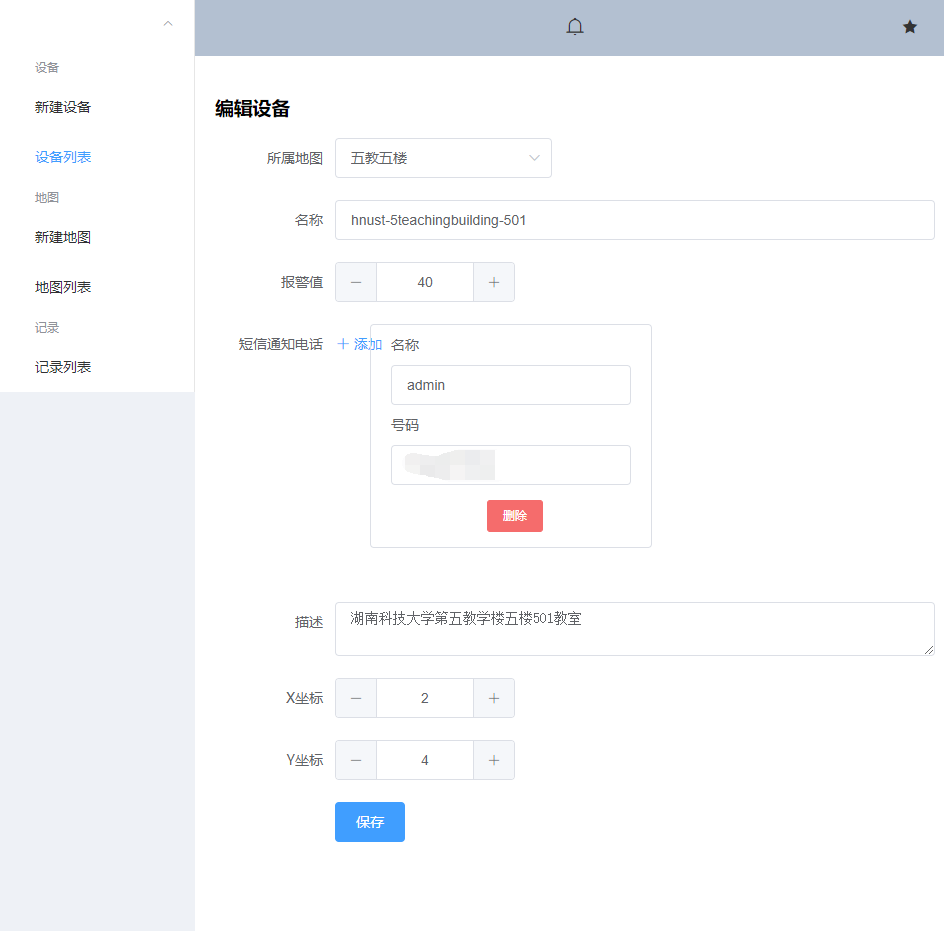 设备
新建设备
设备列表
地图
新建地图
地图列表
记录
记录列表
编辑设备
所属地图 五教五楼
名称 hnust-5teachingbuilding-501
报警值 40
短信通知电话 添加 名称
admin
号码
删除
描述 湖南科技大学第五教学楼五楼501教室
X坐标 2
Y坐标 4
保存